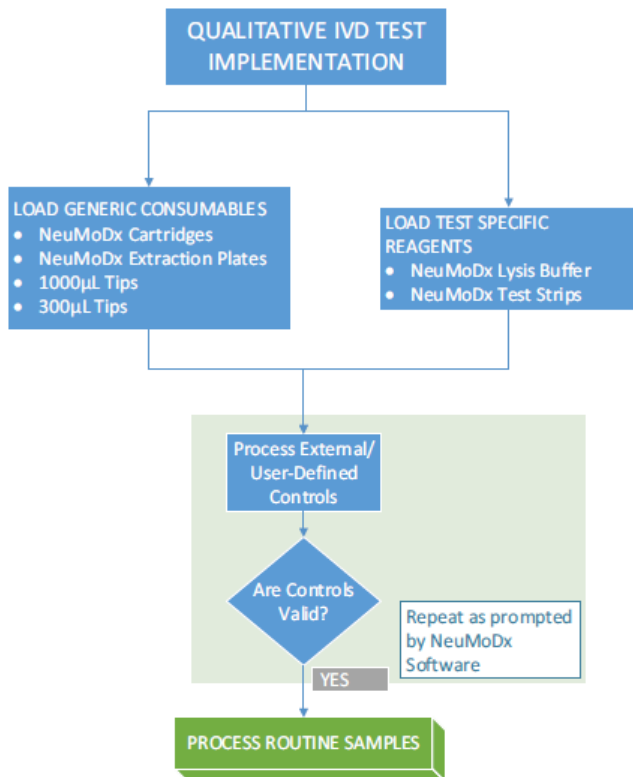 QUALITATIVE IVD TEST
IMPLEMENTATION
LOAD GENERIC CONSUMABLES
• NeuMoDx Cartridges
• NeuMoDx Extraction Plates
• 1000µL Tips
• 300µL Tips
LOAD TEST SPECIFIC
REAGENTS
• NeuMoDx Lysis Buffer
• NeuMoDx Test Strips
Process External/
User-Defined
Controls
Are Controls
Valid?
Repeat as prompted
by NeuMoDx
Software
YES
PROCESS ROUTINE SAMPLES